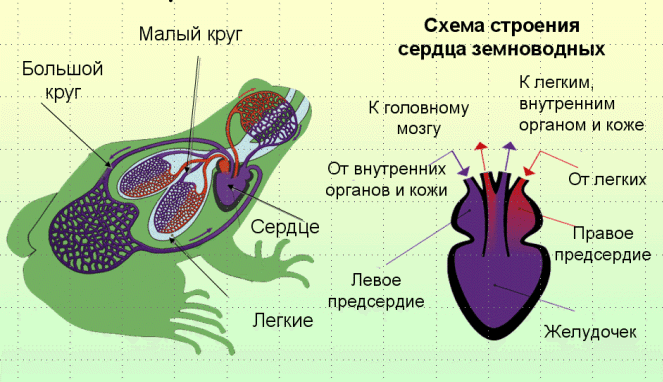 Малый круг
Большой
круг
Сердце
Легкие
Схема строения
сердца земноводных
К головному
мозгу
К легким,
внутренним
органом и коже
От внутренних
органов и кожи
От легких
Левое
предсердие
Правое
предсердие
Желудочек